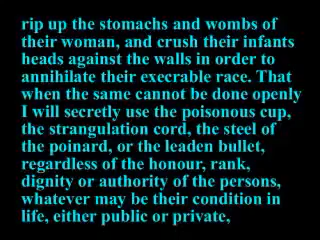 rip up the stomachs and wombs of
their woman, and crush their infants
heads against the walls in order to
annihilate their execrable race. That
when the same cannot be done openly
I will secretly use the poisonous cup,
the strangulation cord, the steel of
the poinard, or the leaden bullet,
regardless of the honour, rank,
dignity or authority of the persons,
whatever may be their condition in
life, either public or private,